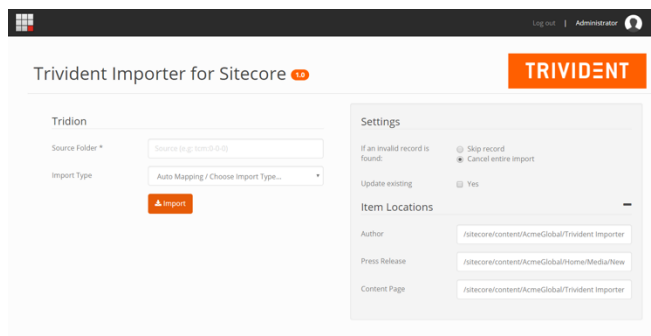 Log out | Administrator
Trivident Importer for Sitecore 1.0
TRIVIDENT
Tridion
Source Folder *
Source (e.g: tcm:0-0-0)
Import Type
Auto Mapping / Choose Import Type...
Import
Settings
If an invalid record is
found:
Skip record
Cancel entire import
Update existing
Yes
Item Locations
Author
/sitecore/content/AcmeGlobal/Trivident Importer
Press Release
/sitecore/content/AcmeGlobal/Home/Media/New
Content Page
/sitecore/content/AcmeGlobal/Trivident Importer